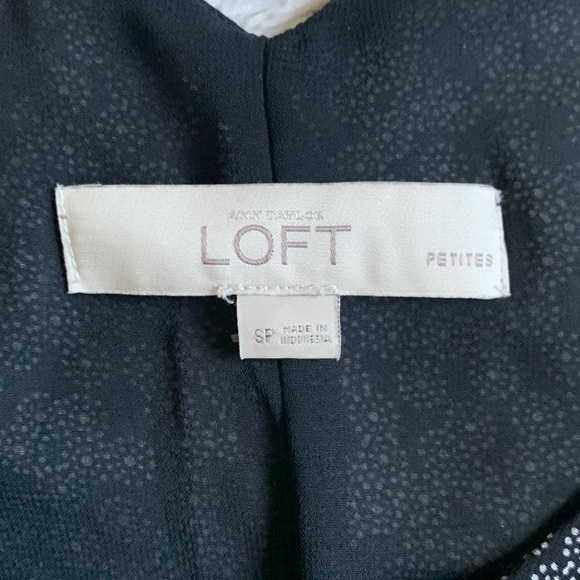 ANN TAYLOR
LOFT
PETITES
SP
MADE IN
INDONESIA